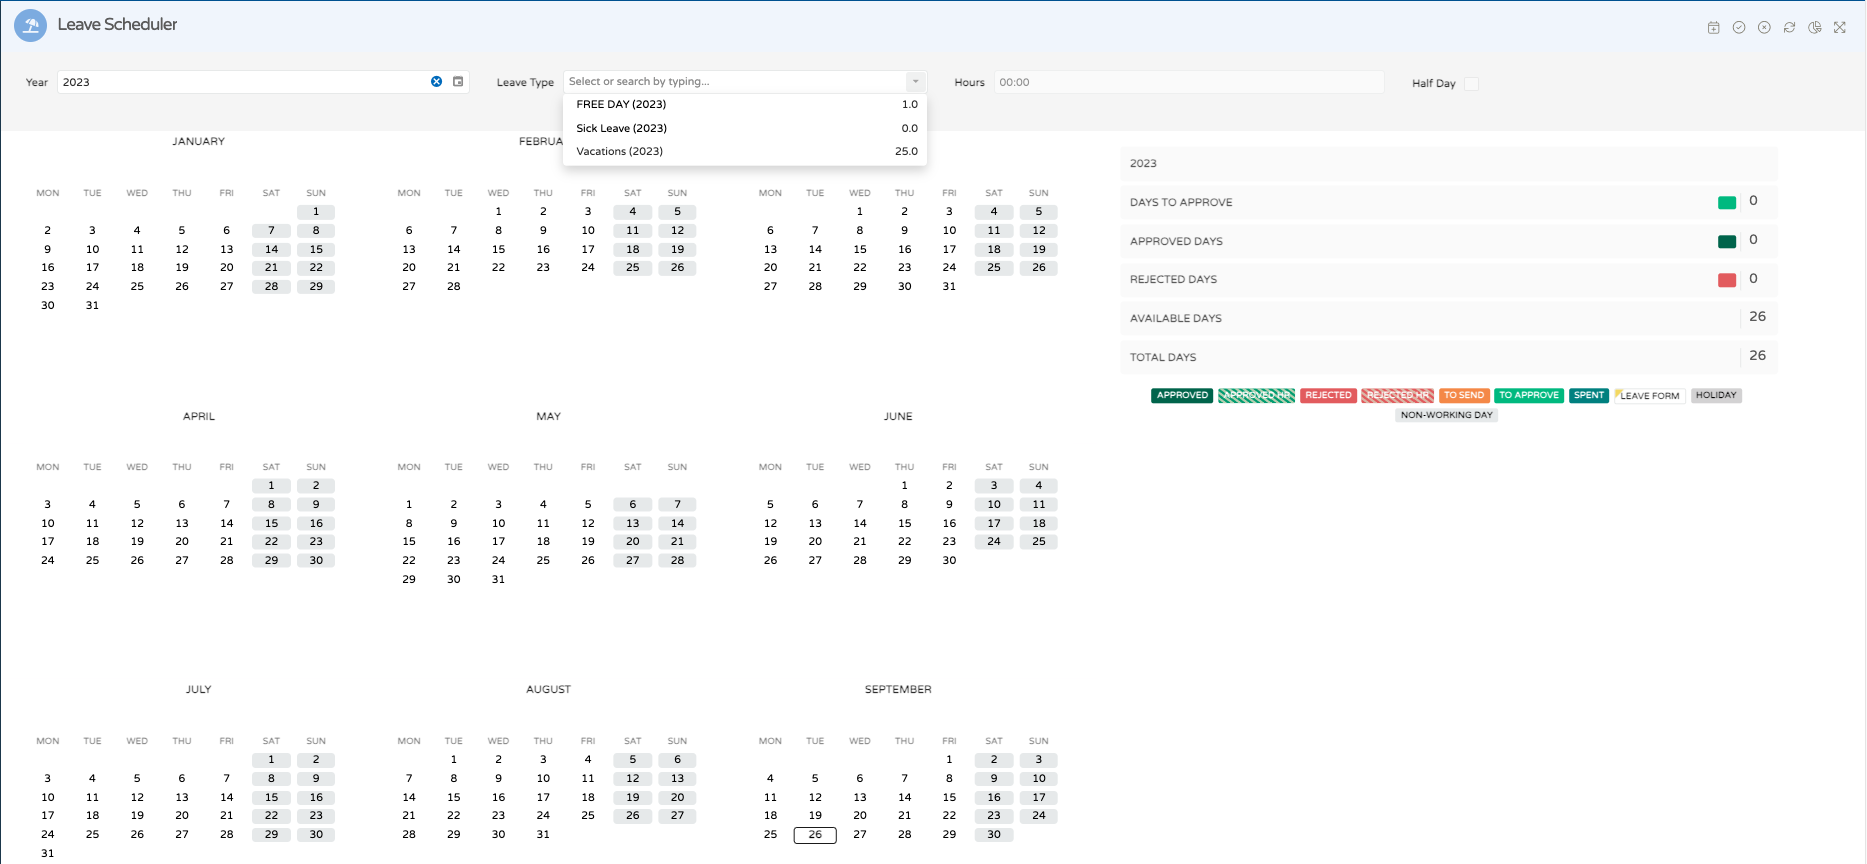 Leave Scheduler
Year 2023 Leave Type Select or search by typing... Hours 00:00 Half Day
FREE DAY (2023) 1.0
Sick Leave (2023) 0.0
Vacations (2023) 25.0
JANUARY
MON TUE WED THU FRI SAT SUN
1
2 3 4 5 6 7 8
9 10 11 12 13 14 15
16 17 18 19 20 21 22
23 24 25 26 27 28 29
30 31
FEBRUA
MON TUE WED THU FRI SAT SUN
1 2 3 4 5
6 7 8 9 10 11 12
13 14 15 16 17 18 19
20 21 22 23 24 25 26
27 28
MON TUE WED THU FRI SAT SUN
1 2 3 4 5
6 7 8 9 10 11 12
13 14 15 16 17 18 19
20 21 22 23 24 25 26
27 28 29 30 31
APRIL
MON TUE WED THU FRI SAT SUN
1 2
3 4 5 6 7 8 9
10 11 12 13 14 15 16
17 18 19 20 21 22 23
24 25 26 27 28 29 30
MAY
MON TUE WED THU FRI SAT SUN
1 2 3 4 5 6 7
8 9 10 11 12 13 14
15 16 17 18 19 20 21
22 23 24 25 26 27 28
29 30 31
JUNE
MON TUE WED THU FRI SAT SUN
1 2 3 4
5 6 7 8 9 10 11
12 13 14 15 16 17 18
19 20 21 22 23 24 25
26 27 28 29 30
JULY
MON TUE WED THU FRI SAT SUN
1 2
3 4 5 6 7 8 9
10 11 12 13 14 15 16
17 18 19 20 21 22 23
24 25 26 27 28 29 30
31
AUGUST
MON TUE WED THU FRI SAT SUN
1 2 3 4 5 6
7 8 9 10 11 12 13
14 15 16 17 18 19 20
21 22 23 24 25 26 27
28 29 30 31
SEPTEMBER
MON TUE WED THU FRI SAT SUN
1 2 3
4 5 6 7 8 9 10
11 12 13 14 15 16 17
18 19 20 21 22 23 24
25 26 27 28 29 30
2023
DAYS TO APPROVE 0
APPROVED DAYS 0
REJECTED DAYS 0
AVAILABLE DAYS 26
TOTAL DAYS 26
APPROVED APPROVED HR REJECTED REJECTED HR TO SEND TO APPROVE SPENT LEAVE FORM HOLIDAY
NON-WORKING DAY